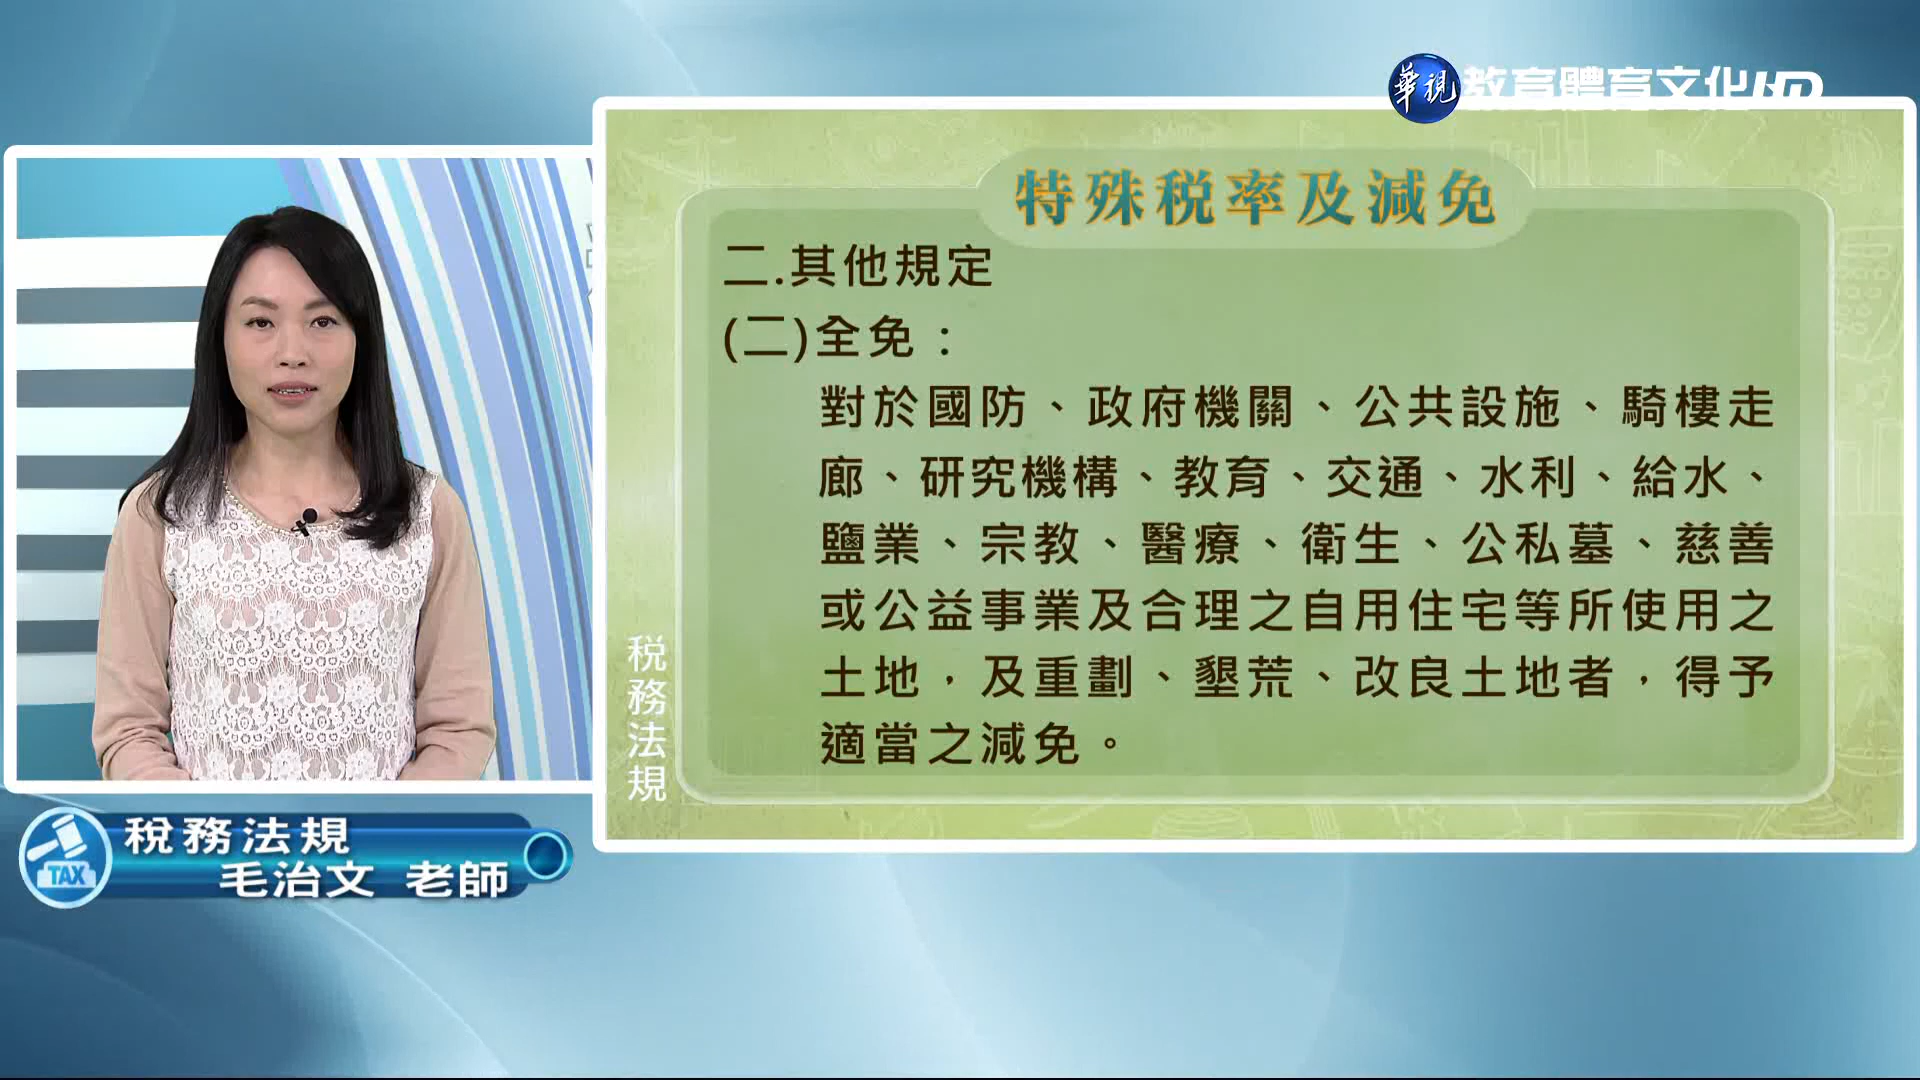 華視 教育體育文化HD
特殊稅率及減免
二.其他規定
(二)全免：
對於國防、政府機關、公共設施、騎樓走
廊、研究機構、教育、交通、水利、給水、
鹽業、宗教、醫療、衛生、公私墓、慈善
或公益事業及合理之自用住宅等所使用之
土地，及重劃、墾荒、改良土地者，得予
適當之減免。
稅務法規
TAX
稅務法規
毛治文 老師